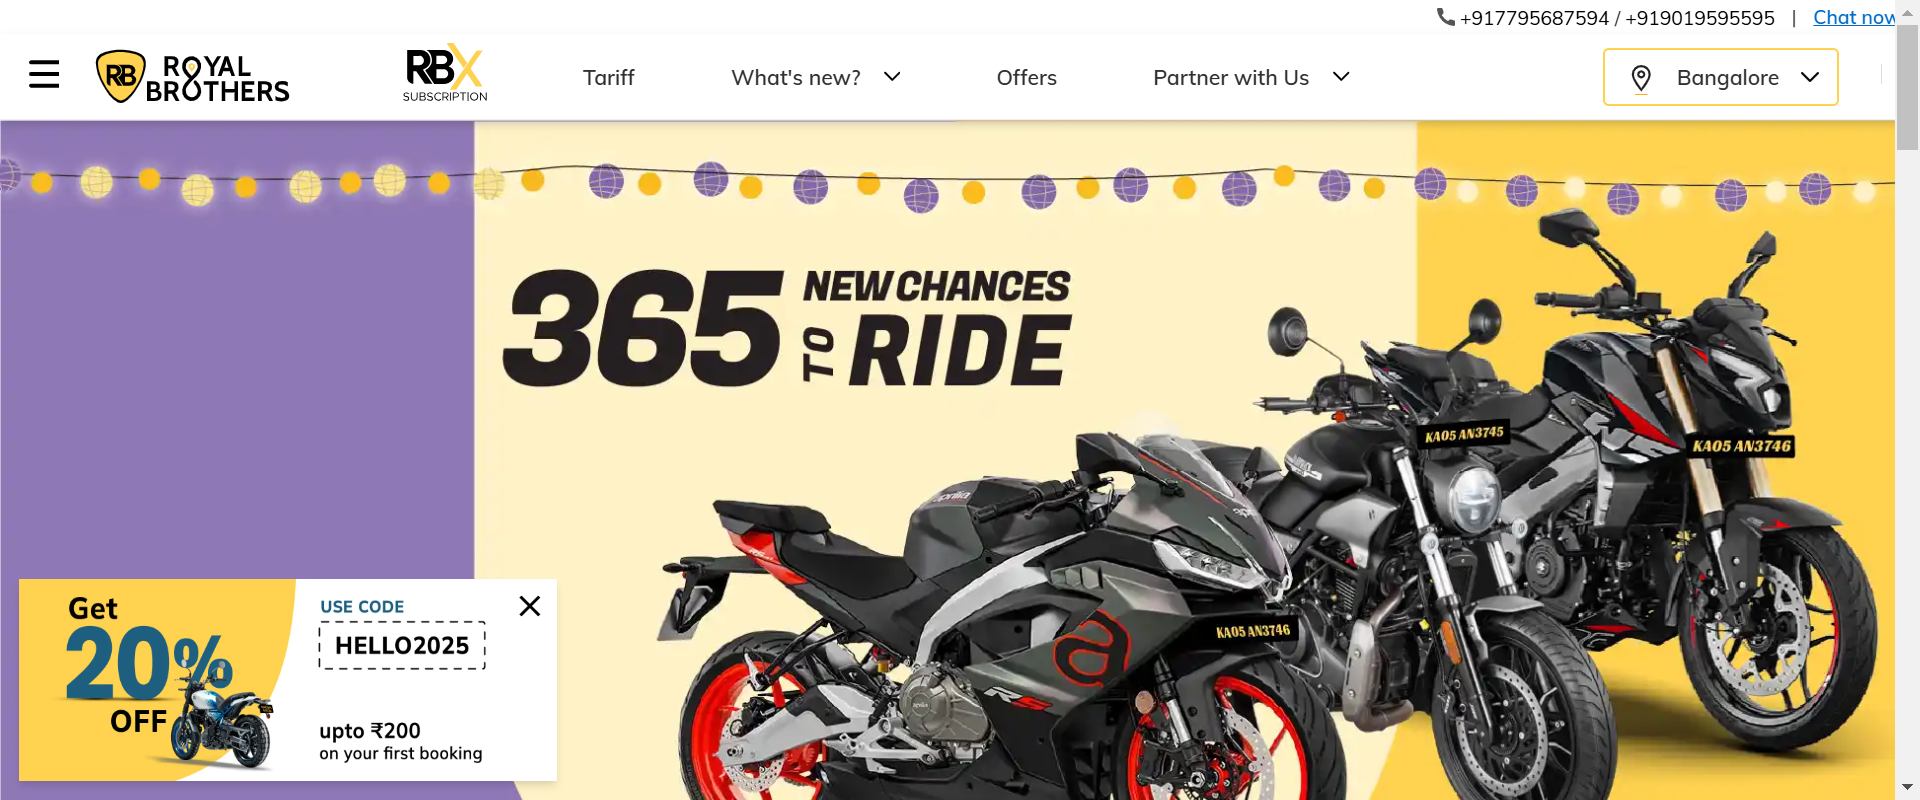 +917795687594 / +919019595595 | Chat now
ROYAL
BROTHERS
RB
RBX
SUBSCRIPTION
Tariff
What's new?
Offers
Partner with Us
Bangalore
365 NEW CHANCES
TO RIDE
KA05 AN3745
KA05 AN3746
aprilia
KA05 AN3746
RS
Get
20%
OFF
USE CODE
HELLO2025
upto ₹200
on your first booking